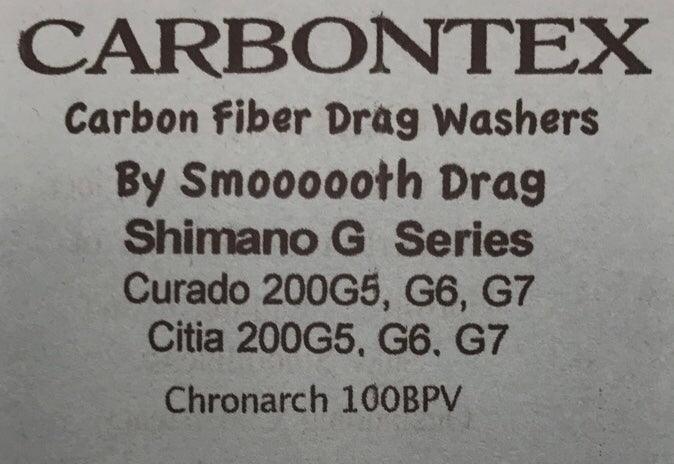 CARBONTEX
Carbon Fiber Drag Washers
By Smoooooth Drag
Shimano G Series
Curado 200G5, G6, G7
Citia 200G5, G6, G7
Chronarch 100BPV